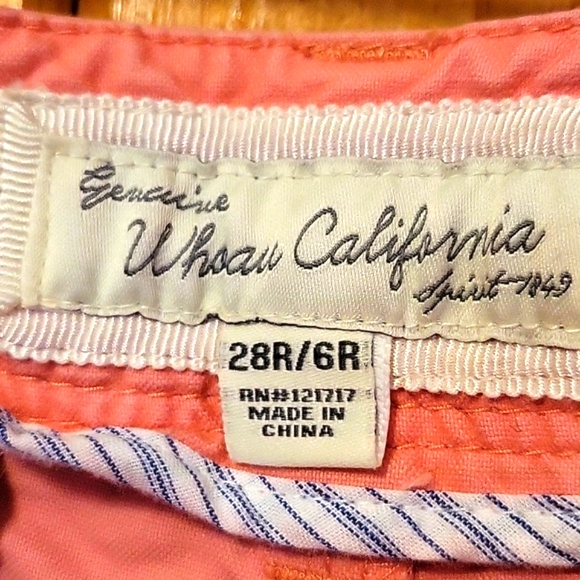 Genuine
Whoau California
Spirit 1849
28R/6R
RN#121717
MADE IN
CHINA